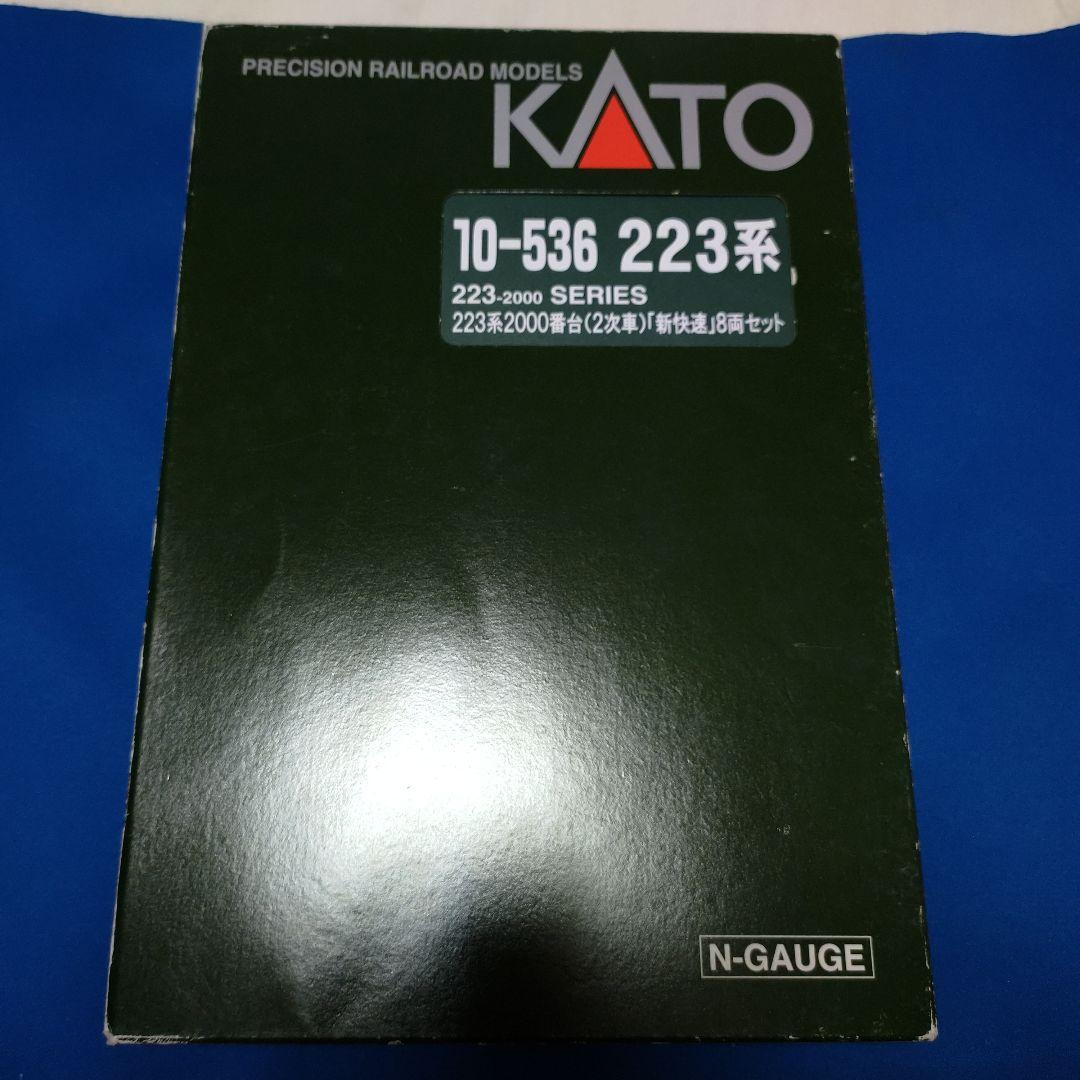 PRECISION RAILROAD MODELS
KATO
10-536 223系
223-2000 SERIES
223系2000番台(2次車)「新快速」8両セット
N-GAUGE